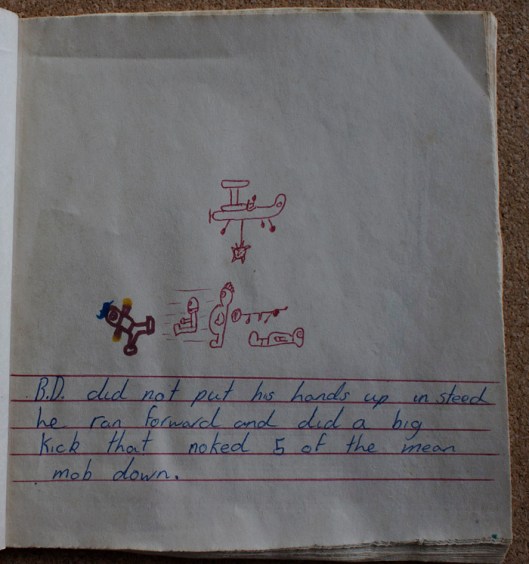 B.D. did not put his hands up in steed
he ran forward and did a big
kick that noked 5 of the mean
mob down.